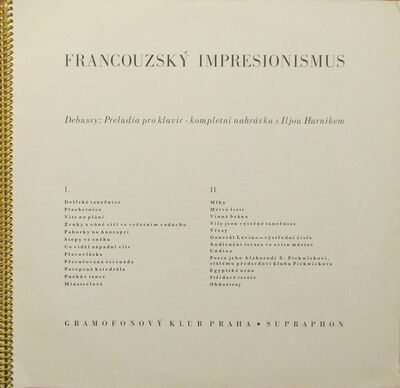 FRANCOUZSKÝ IMPRESIONISMUS
Debussy: Preludia pro klavír - kompletní nahrávka s Iljou Hurníkem
I.
Delfské tanečnice
Plachetnice
Vítr na pláni
Zvuky a vůně víří ve večerním vzduchu
Pahorky na Anacapri
Stopy ve sněhu
Co viděl západní vítr
Plavovláska
Přerušovaná serenáda
Potopená katedrála
Pukův tanec
Minstrelové
II.
Mlhy
Mrtvé listí
Vinná brána
Víly jsou výtečné tanečnice
Vřesy
Generál Lavine — výstřední číslo
Audienční terasa ve svitu měsíce
Undina
Pocta jeho blahorodí S. Pickwickovi,
stálému předsedovi klubu Pickwickova
Egyptská urna
Střídavé tercie
Ohňostroj
GRAMOFONOVÝ KLUB PRAHA • SUPRAPHON